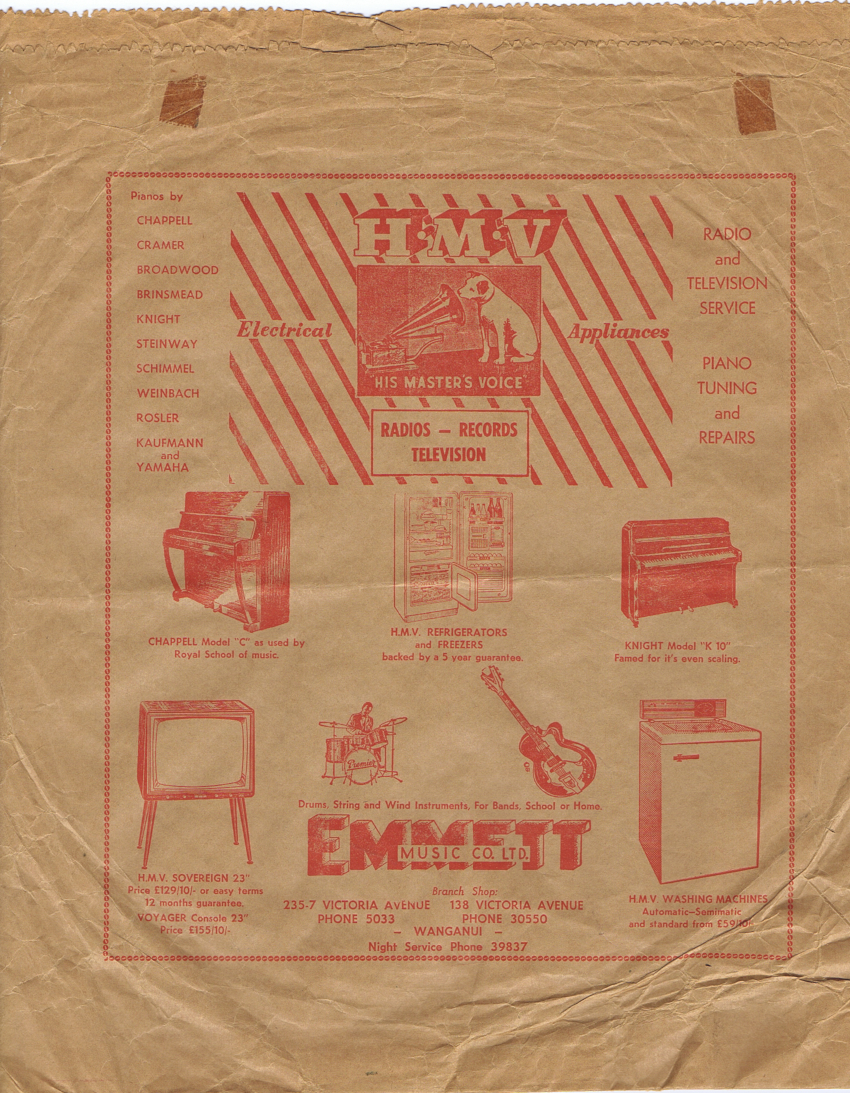 Pianos by
CHAPPELL
CRAMER
BROADWOOD
BRINSMEAD
KNIGHT
STEINWAY
SCHIMMEL
WEINBACH
ROSLER
KAUFMANN
and
YAMAHA
H·M·V
Electrical
Appliances
"HIS MASTER'S VOICE"
RADIOS — RECORDS
TELEVISION
RADIO
and
TELEVISION
SERVICE
PIANO
TUNING
and
REPAIRS
CHAPPELL Model "C" as used by
Royal School of music.
H.M.V. REFRIGERATORS
and FREEZERS
backed by a 5 year guarantee.
KNIGHT Model "K 10"
Famed for it's even scaling.
Premier
Drums, String and Wind Instruments, For Bands, School or Home.
EMMETT
MUSIC CO. LTD.
H.M.V. SOVEREIGN 23"
Price £129/10/- or easy terms
12 months guarantee.
VOYAGER Console 23"
Price £155/10/-
Branch Shop:
235-7 VICTORIA AVENUE 138 VICTORIA AVENUE
PHONE 5033 PHONE 30550
— WANGANUI —
Night Service Phone 39837
H.M.V. WASHING MACHINES
Automatic—Semimatic
and standard from £59/10/-